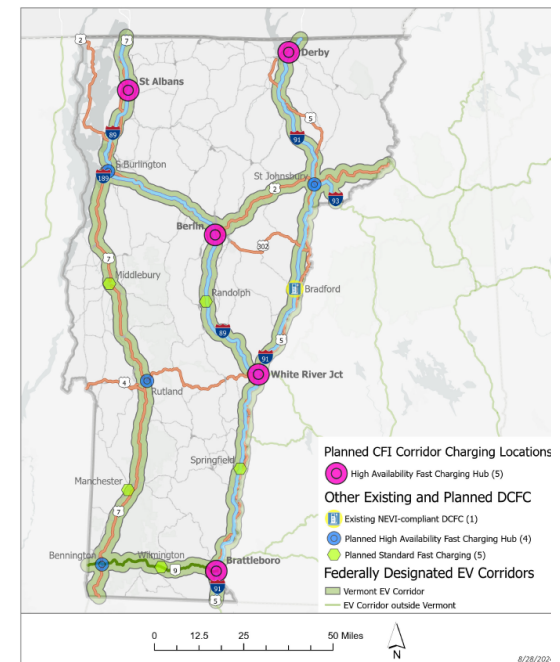 2
7
Derby
St Albans
5
89
91
S Burlington
189
St Johnsbury
2
93
Berlin
302
7
Middlebury
Randolph
Bradford
89
5
91
4
White River Jct
Rutland
Springfield
Manchester
7
Bennington
Wilmington
9
Brattleboro
91
5
Planned CFI Corridor Charging Locations
High Availability Fast Charging Hub (5)
Other Existing and Planned DCFC
Existing NEVI-compliant DCFC (1)
Planned High Availability Fast Charging Hub (4)
Planned Standard Fast Charging (5)
Federally Designated EV Corridors
Vermont EV Corridor
EV Corridor outside Vermont
0 12.5 25 50 Miles
N